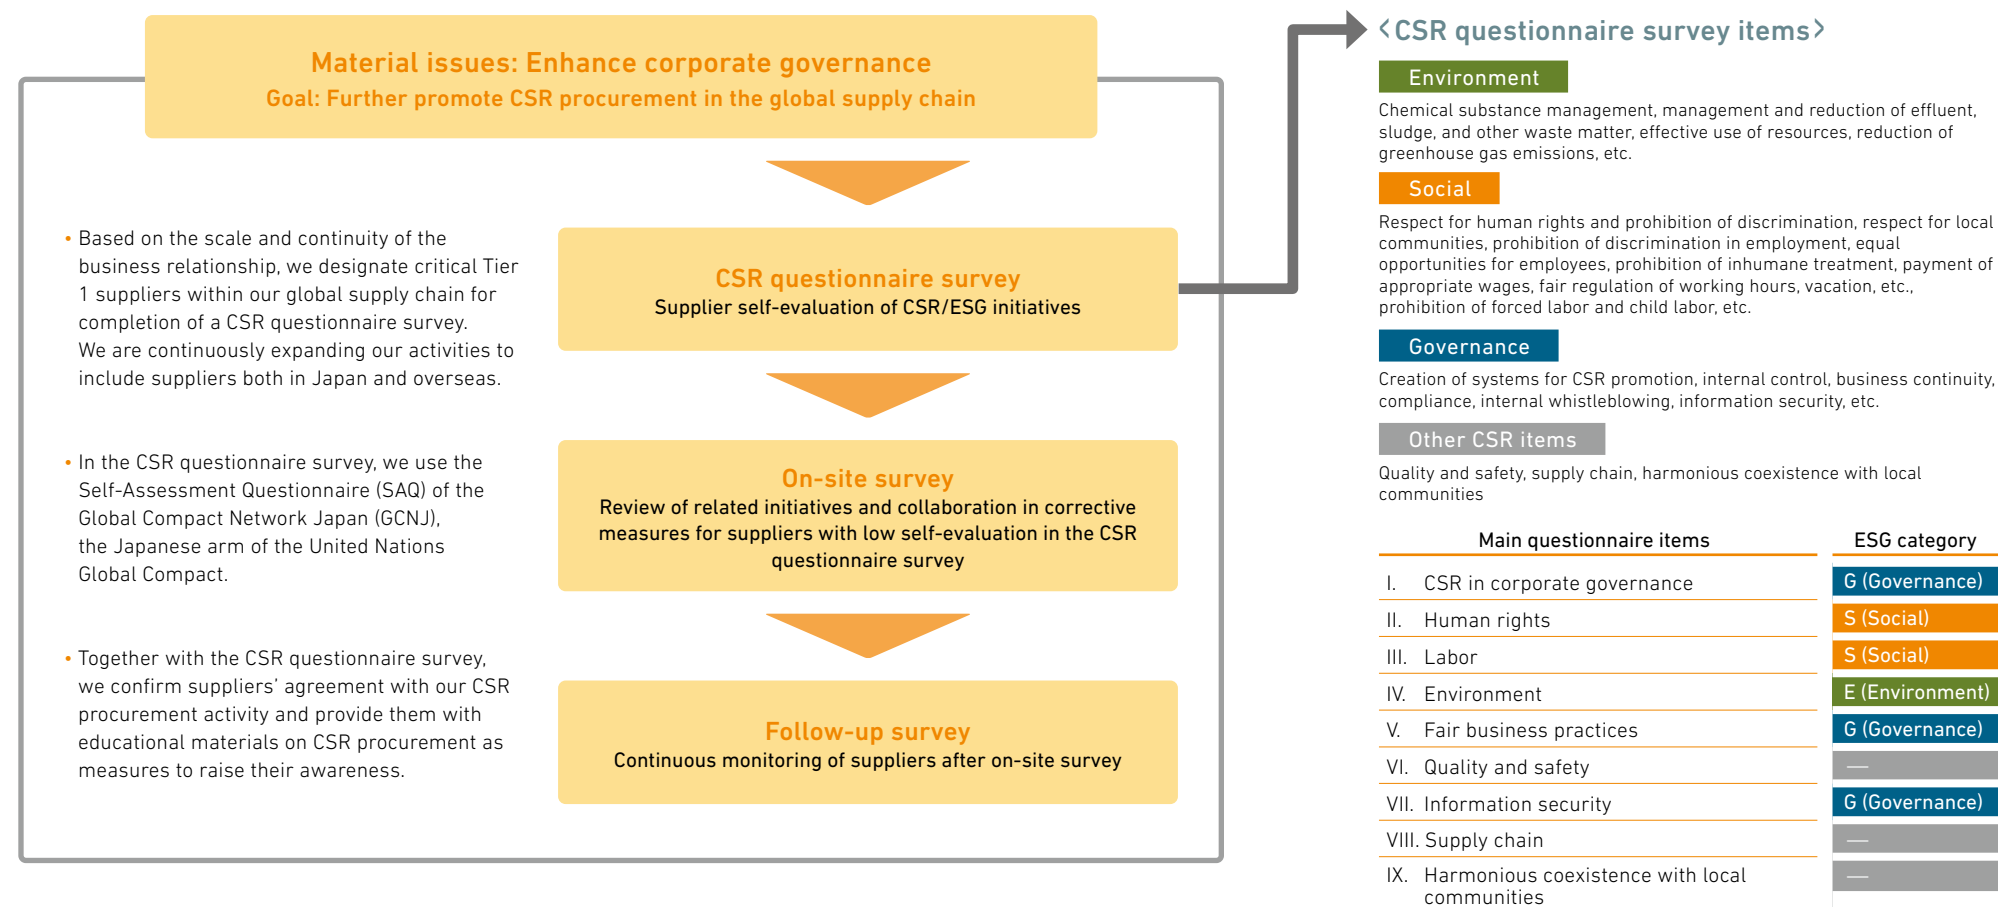 Material issues: Enhance corporate governance
Goal: Further promote CSR procurement in the global supply chain
• Based on the scale and continuity of the
business relationship, we designate critical Tier
1 suppliers within our global supply chain for
completion of a CSR questionnaire survey.
We are continuously expanding our activities to
include suppliers both in Japan and overseas.
• In the CSR questionnaire survey, we use the
Self-Assessment Questionnaire (SAQ) of the
Global Compact Network Japan (GCNJ),
the Japanese arm of the United Nations
Global Compact.
• Together with the CSR questionnaire survey,
we confirm suppliers’ agreement with our CSR
procurement activity and provide them with
educational materials on CSR procurement as
measures to raise their awareness.
CSR questionnaire survey
Supplier self-evaluation of CSR/ESG initiatives
On-site survey
Review of related initiatives and collaboration in corrective
measures for suppliers with low self-evaluation in the CSR
questionnaire survey
Follow-up survey
Continuous monitoring of suppliers after on-site survey
<CSR questionnaire survey items>
Environment
Chemical substance management, management and reduction of effluent,
sludge, and other waste matter, effective use of resources, reduction of
greenhouse gas emissions, etc.
Social
Respect for human rights and prohibition of discrimination, respect for local
communities, prohibition of discrimination in employment, equal
opportunities for employees, prohibition of inhumane treatment, payment of
appropriate wages, fair regulation of working hours, vacation, etc.,
prohibition of forced labor and child labor, etc.
Governance
Creation of systems for CSR promotion, internal control, business continuity,
compliance, internal whistleblowing, information security, etc.
Other CSR items
Quality and safety, supply chain, harmonious coexistence with local
communities
Main questionnaire items ESG category
I. CSR in corporate governance G (Governance)
II. Human rights S (Social)
III. Labor S (Social)
IV. Environment E (Environment)
V. Fair business practices G (Governance)
VI. Quality and safety —
VII. Information security G (Governance)
VIII. Supply chain —
IX. Harmonious coexistence with local —
communities